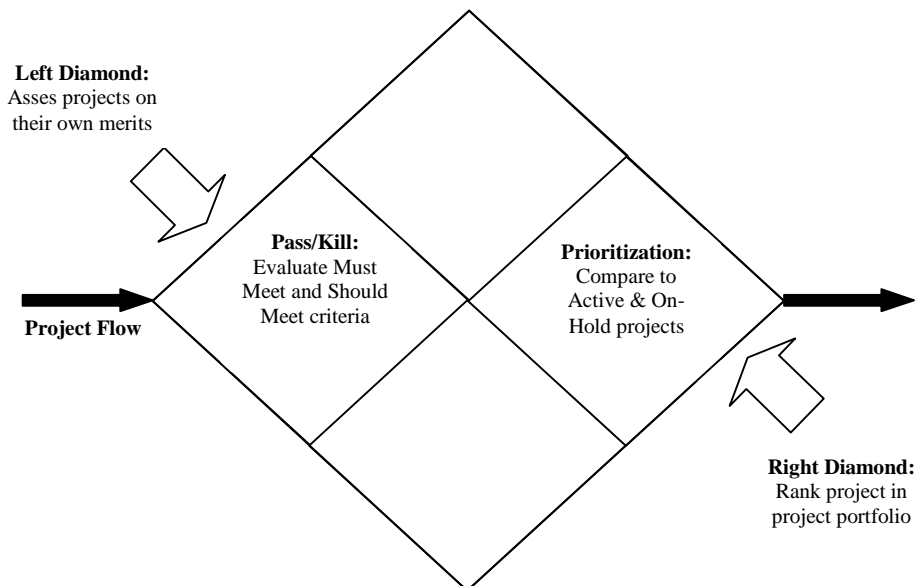 Left Diamond:
Asses projects on
their own merits
Pass/Kill:
Evaluate Must
Meet and Should
Meet criteria
Prioritization:
Compare to
Active & On-
Hold projects
Project Flow
Right Diamond:
Rank project in
project portfolio